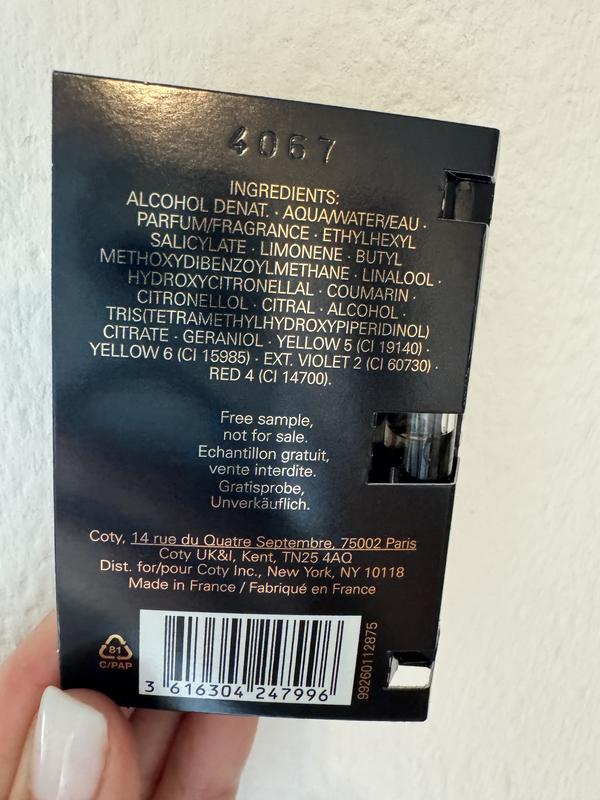 4067
INGREDIENTS:
ALCOHOL DENAT. · AQUA/WATER/EAU ·
PARFUM/FRAGRANCE · ETHYLHEXYL
SALICYLATE · LIMONENE · BUTYL
METHOXYDIBENZOYLMETHANE · LINALOOL ·
HYDROXYCITRONELLAL · COUMARIN ·
CITRONELLOL · CITRAL · ALCOHOL ·
TRIS(TETRAMETHYLHYDROXYPIPERIDINOL)
CITRATE · GERANIOL · YELLOW 5 (CI 19140) ·
YELLOW 6 (CI 15985) · EXT. VIOLET 2 (CI 60730) ·
RED 4 (CI 14700).
Free sample,
not for sale.
Echantillon gratuit,
vente interdite.
Gratisprobe,
Unverkäuflich.
Coty, 14 rue du Quatre Septembre, 75002 Paris
Coty UK&I, Kent, TN25 4AQ
Dist. for/pour Coty Inc., New York, NY 10118
Made in France / Fabriqué en France
81
C/PAP
3 616304 247996
99260112875